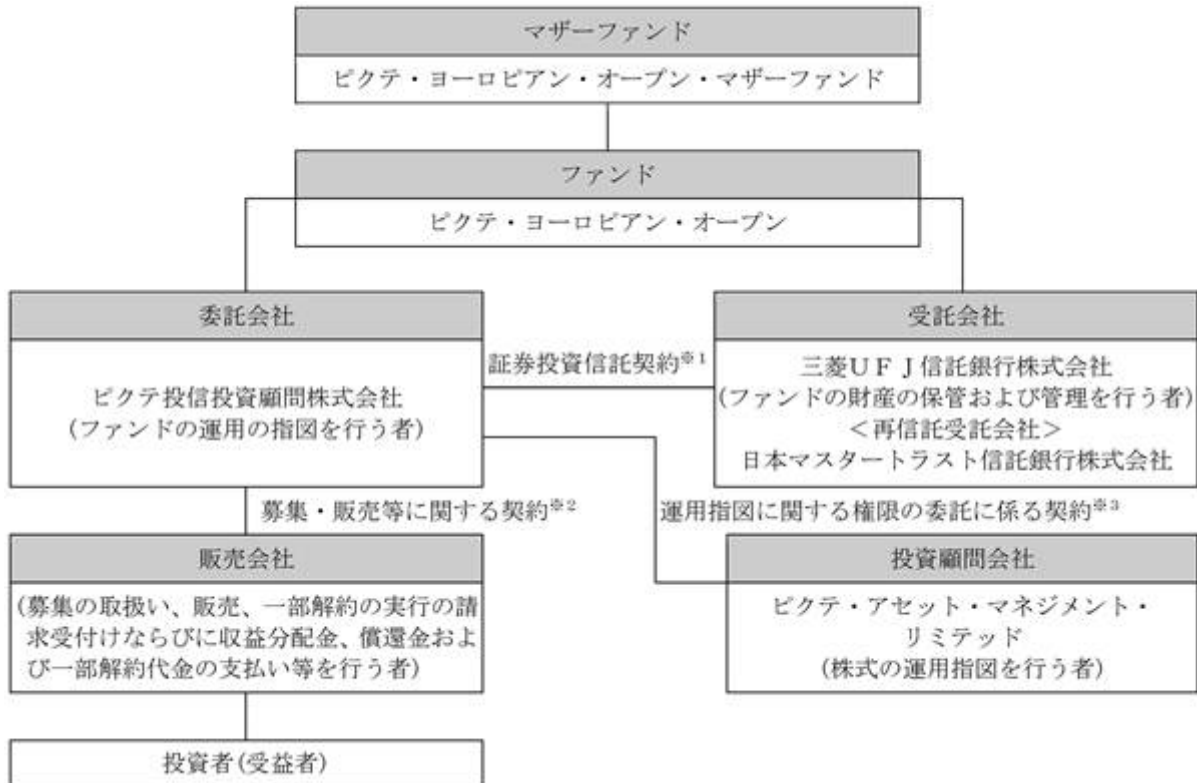 マザーファンド
ピクテ・ヨーロピアン・オープン・マザーファンド
ファンド
ピクテ・ヨーロピアン・オープン
委託会社
ピクテ投信投資顧問株式会社
(ファンドの運用の指図を行う者)
証券投資信託契約※1
受託会社
三菱UFJ信託銀行株式会社
(ファンドの財産の保管および管理を行う者)
<再信託受託会社>
日本マスタートラスト信託銀行株式会社
募集・販売等に関する契約※2
運用指図に関する権限の委託に係る契約※3
販売会社
(募集の取扱い、販売、一部解約の実行の請
求受付けならびに収益分配金、償還金およ
び一部解約代金の支払い等を行う者)
投資顧問会社
ピクテ・アセット・マネジメント・
リミテッド
(株式の運用指図を行う者)
投資者(受益者)